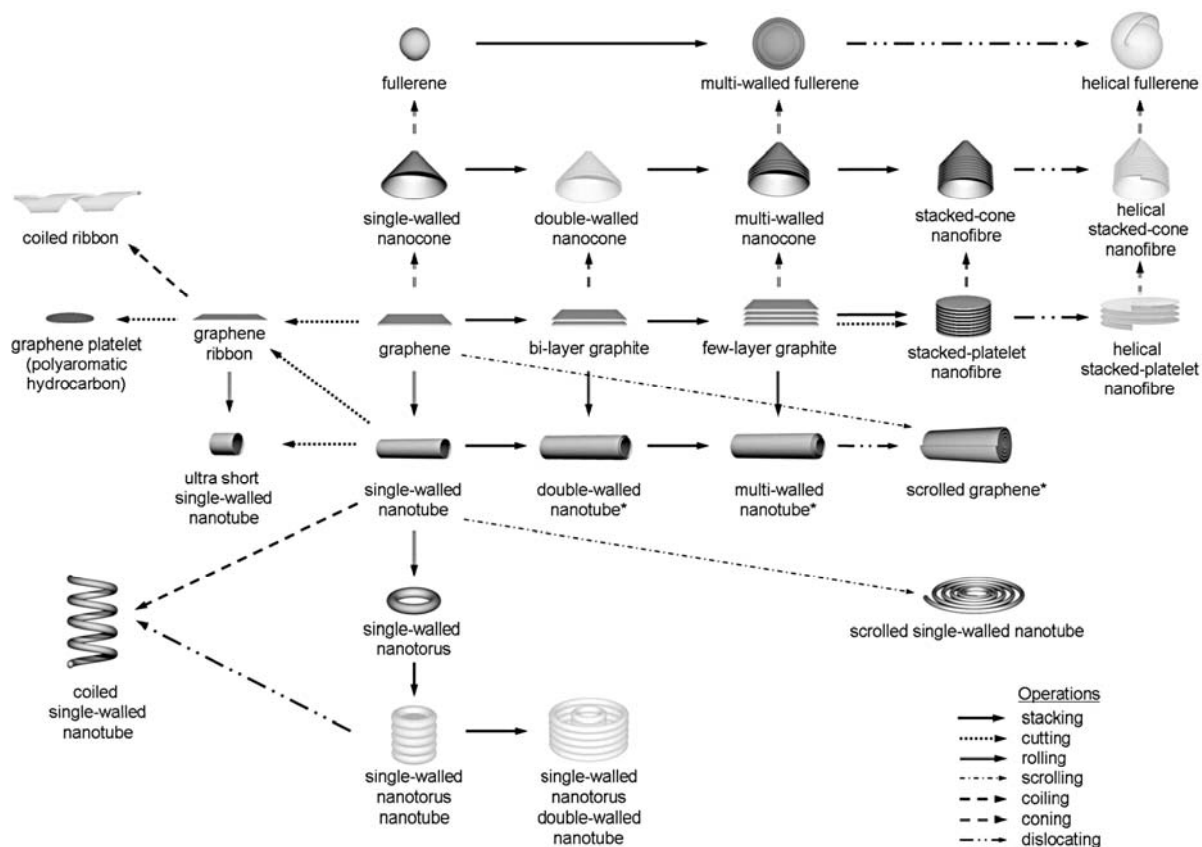 fullerene
multi-walled fullerene
helical fullerene
single-walled
nanocone
double-walled
nanocone
multi-walled
nanocone
stacked-cone
nanofibre
helical
stacked-cone
nanofibre
coiled ribbon
graphene platelet
(polyaromatic
hydrocarbon)
graphene
ribbon
graphene
bi-layer graphite
few-layer graphite
stacked-platelet
nanofibre
helical
stacked-platelet
nanofibre
ultra short
single-walled
nanotube
single-walled
nanotube
double-walled
nanotube*
multi-walled
nanotube*
scrolled graphene*
coiled
single-walled
nanotube
single-walled
nanotorus
scrolled single-walled nanotube
single-walled
nanotorus
nanotube
single-walled
nanotorus
double-walled
nanotube
Operations
stacking
cutting
rolling
scrolling
coiling
coning
dislocating